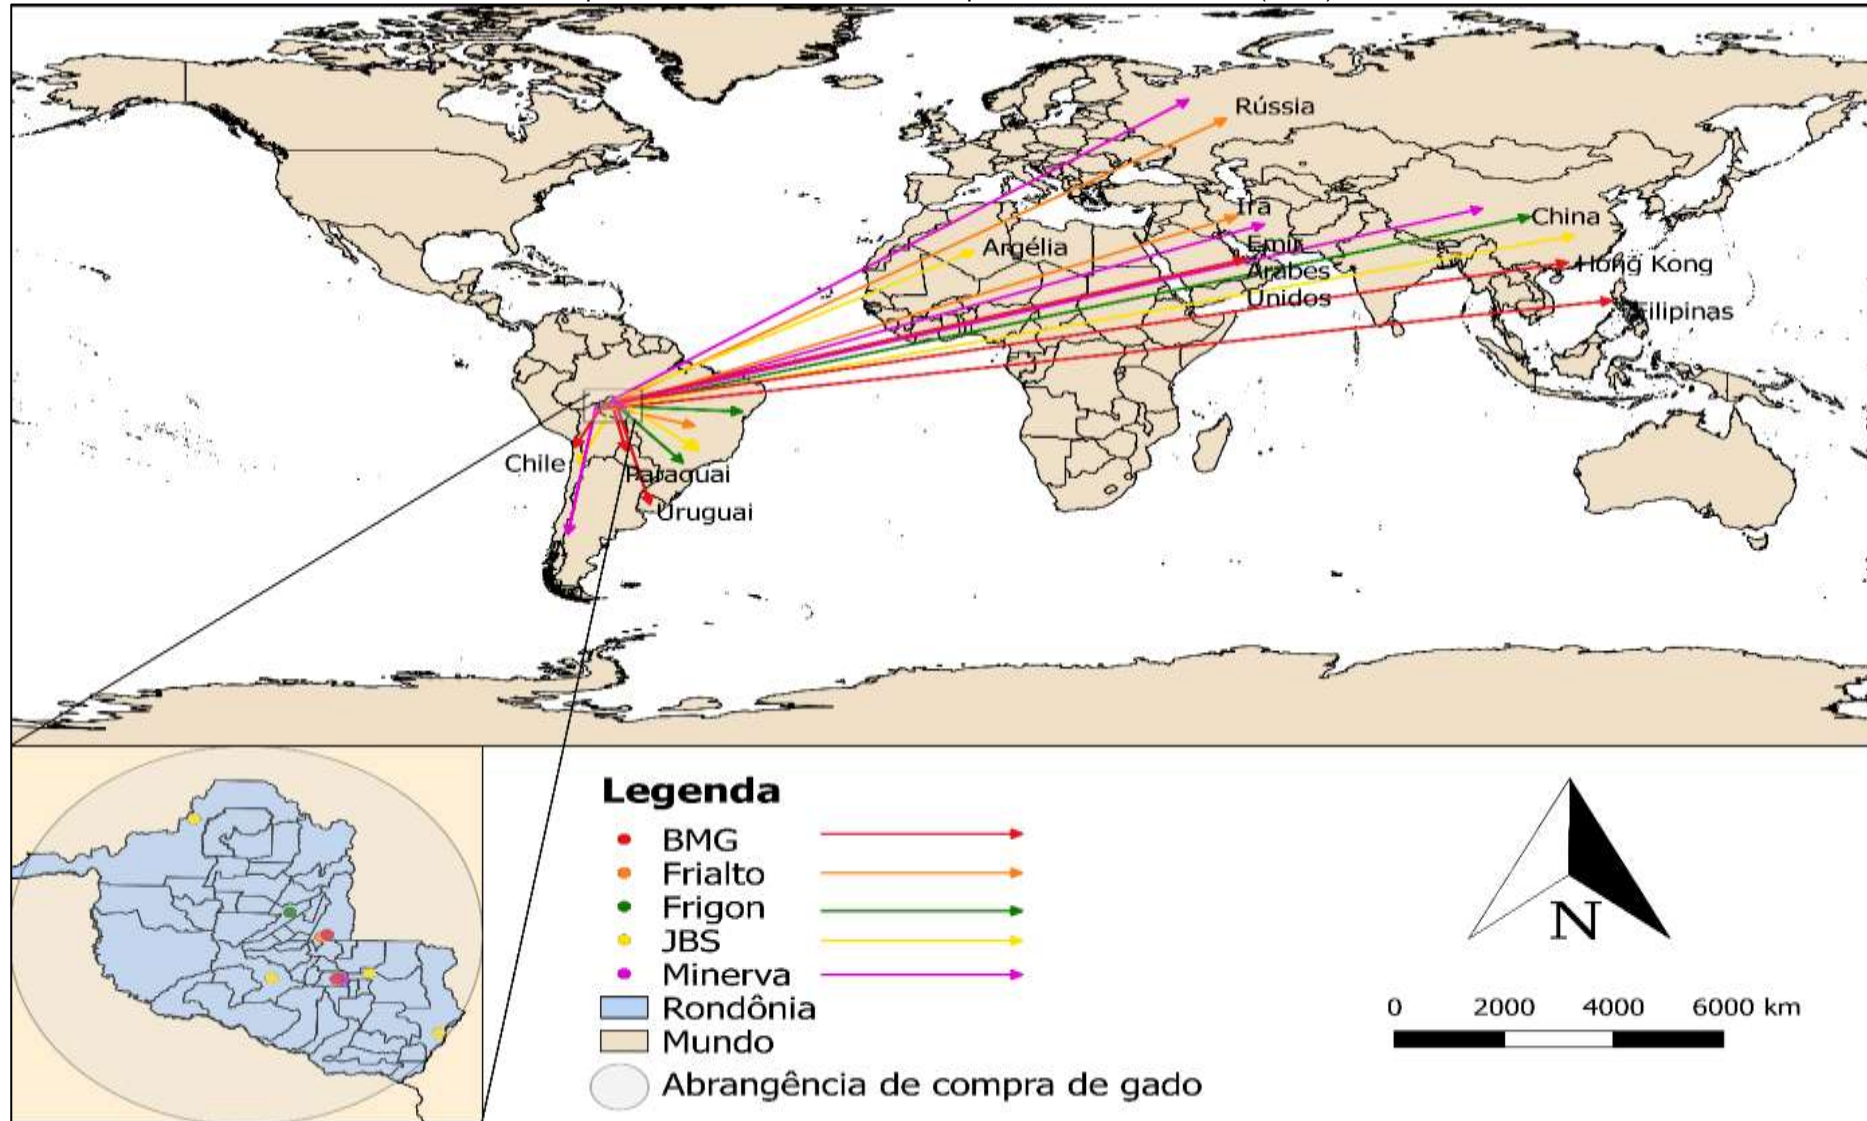 Rússia
Irã
China
Argélia
Emir.
Árabes
Unidos
Hong Kong
Filipinas
Chile
Paraguai
Uruguai
Legenda
BMG
Frialto
Frigon
JBS
Minerva
Rondônia
Mundo
Abrangência de compra de gado
N
0 2000 4000 6000 km